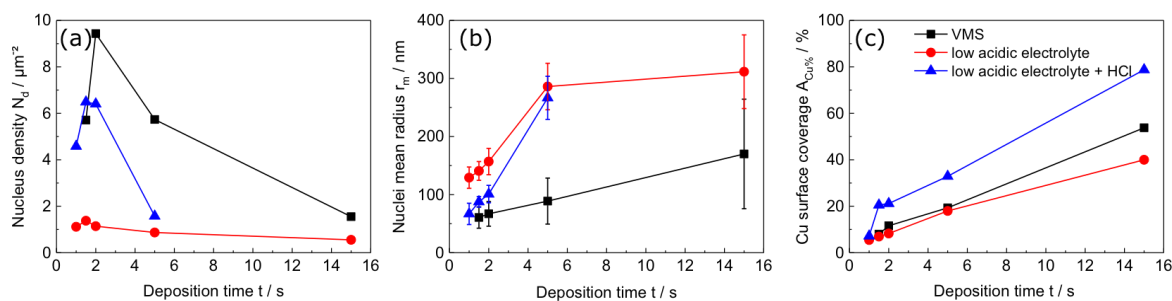 (a)
Nucleus density N_d / µm⁻²
10
8
6
4
2
0
0 2 4 6 8 10 12 14 16
Deposition time t / s
(b)
Nuclei mean radius r_m / nm
400
300
200
100
0
0 2 4 6 8 10 12 14 16
Deposition time t / s
(c)
VMS
low acidic electrolyte
low acidic electrolyte + HCl
Cu surface coverage A_Cu% / %
100
80
60
40
20
0
0 2 4 6 8 10 12 14 16
Deposition time t / s